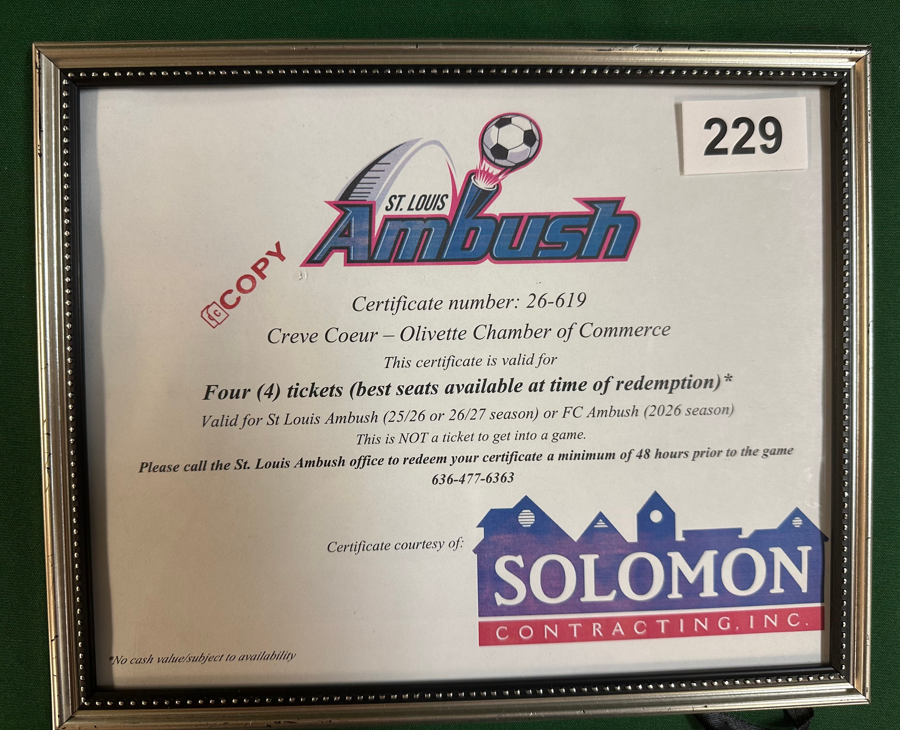 229
ST. LOUIS
Ambush
COPY
Certificate number: 26-619
Creve Coeur – Olivette Chamber of Commerce
This certificate is valid for
Four (4) tickets (best seats available at time of redemption)*
Valid for St Louis Ambush (25/26 or 26/27 season) or FC Ambush (2026 season)
This is NOT a ticket to get into a game.
Please call the St. Louis Ambush office to redeem your certificate a minimum of 48 hours prior to the game
636-477-6363
Certificate courtesy of:
SOLOMON
CONTRACTING, INC.
*No cash value/subject to availability